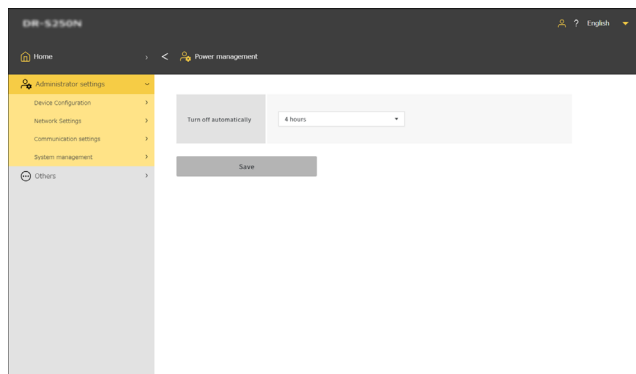 DR-S250N
? English
Home
Power management
Administrator settings
Device Configuration
Network Settings
Communication settings
System management
Others
Turn off automatically
4 hours
Save